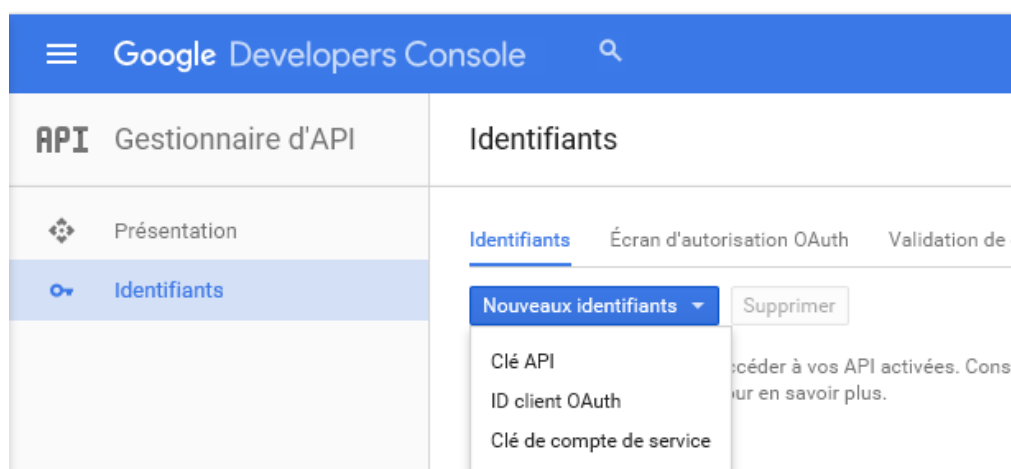 Google Developers Console
API Gestionnaire d'API
Identifiants
Présentation
Identifiants
Identifiants Écran d'autorisation OAuth Validation de
Nouveaux identifiants Supprimer
Clé API
ID client OAuth
Clé de compte de service
céder à vos API activées. Cons
ur en savoir plus.